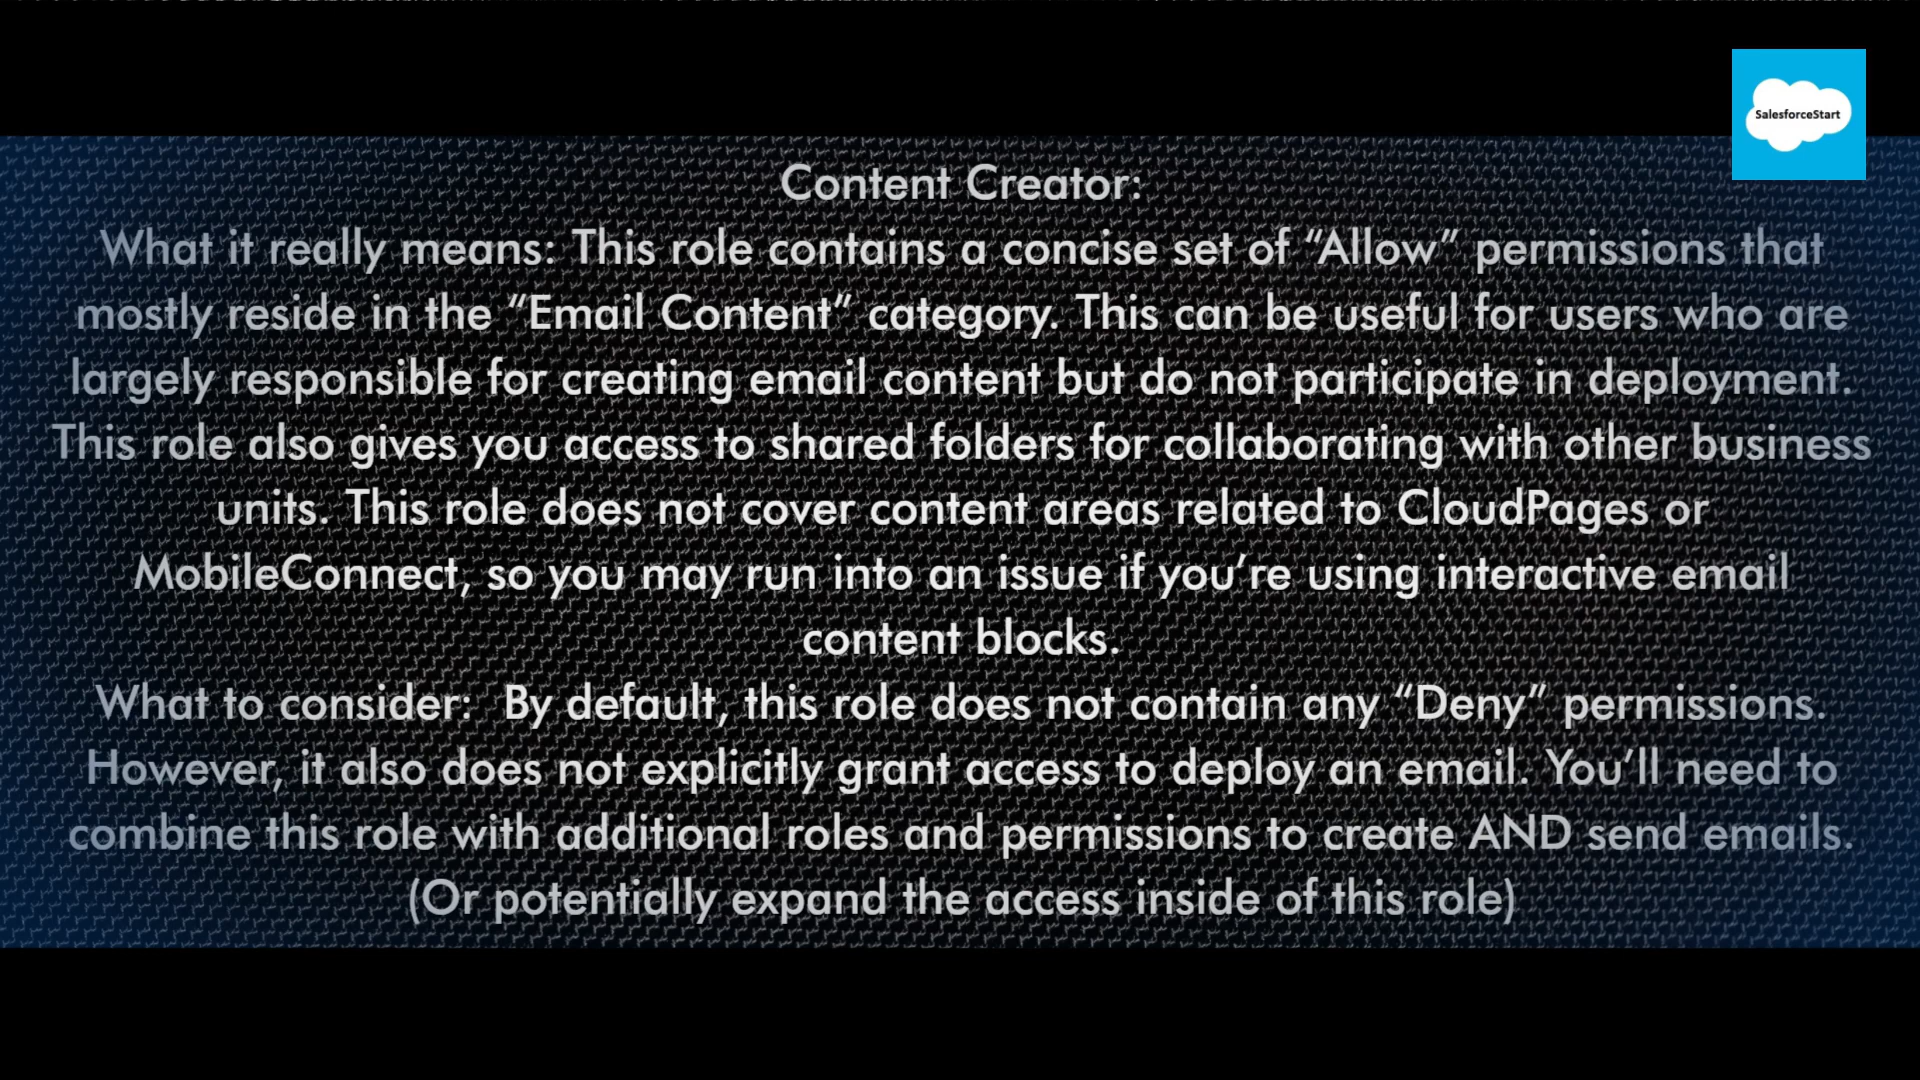 SalesforceStart
Content Creator:
What it really means: This role contains a concise set of “Allow” permissions that
mostly reside in the “Email Content” category. This can be useful for users who are
largely responsible for creating email content but do not participate in deployment.
This role also gives you access to shared folders for collaborating with other business
units. This role does not cover content areas related to CloudPages or
MobileConnect, so you may run into an issue if you’re using interactive email
content blocks.
What to consider:  By default, this role does not contain any “Deny” permissions.
However, it also does not explicitly grant access to deploy an email. You’ll need to
combine this role with additional roles and permissions to create AND send emails.
(Or potentially expand the access inside of this role)